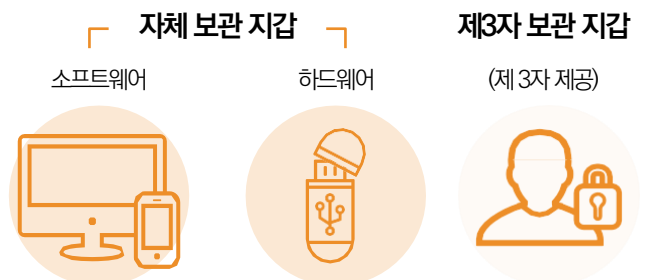 자체 보관 지갑
제3자 보관 지갑
소프트웨어
하드웨어
(제 3자 제공)